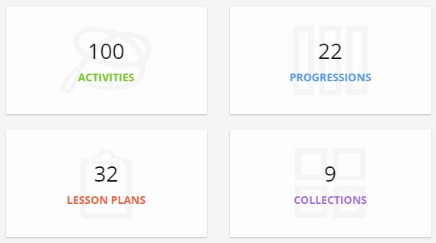 100
ACTIVITIES
22
PROGRESSIONS
32
LESSON PLANS
9
COLLECTIONS